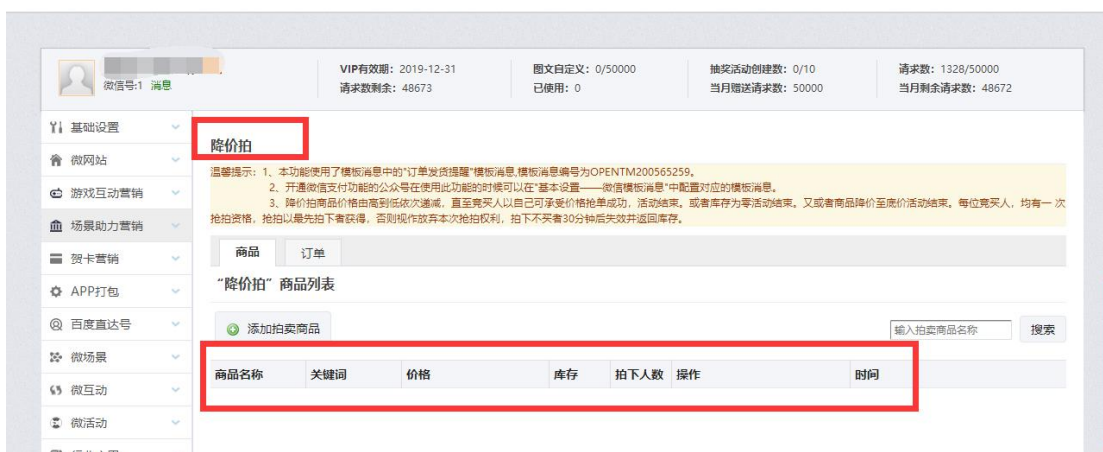 微信号:1 消息
VIP有效期：2019-12-31
图文自定义：0/50000
抽奖活动创建数：0/10
请求数：1328/50000
请求数剩余：48673
已使用：0
当月赠送请求数：50000
当月剩余请求数：48672
基础设置
微网站
游戏互动营销
场景助力营销
贺卡营销
APP打包
百度直达号
微场景
微互动
微活动
降价拍
温馨提示：1、本功能使用了模板消息中的"订单发货提醒"模板消息,模板消息编号为OPENTM200565259。
2、开通微信支付功能的公众号在使用此功能的时候可以在"基本设置——微信模板消息"中配置对应的模板消息。
3、降价拍商品价格由高到低依次递减，直至竞买人以自己可承受价格抢单成功，活动结束。或者库存为零活动结束。又或者商品降价至底价活动结束。每位竞买人，均有一 次
抢拍资格，抢拍以最先拍下者获得，否则视作放弃本次抢拍权利，拍下不买者30分钟后失效并返回库存。
商品 订单
“降价拍”商品列表
添加拍卖商品
输入拍卖商品名称 搜索
商品名称 关键词 价格 库存 拍下人数 操作 时间